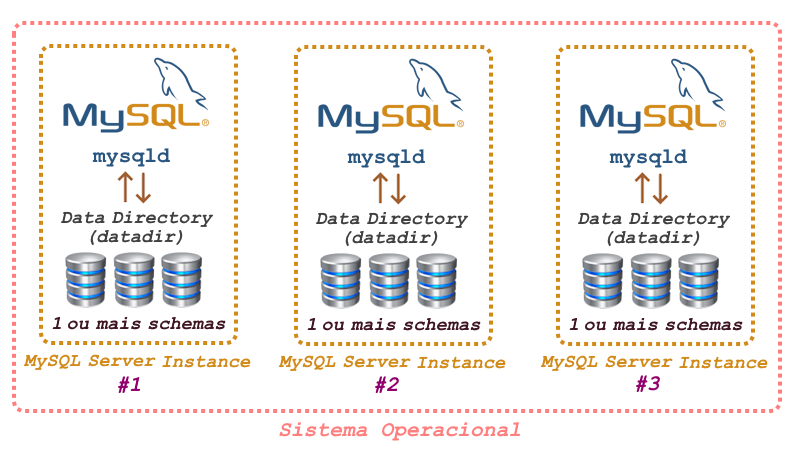 MySQL®
mysqld
Data Directory
(datadir)
1 ou mais schemas
MySQL Server Instance
#1
MySQL®
mysqld
Data Directory
(datadir)
1 ou mais schemas
MySQL Server Instance
#2
MySQL®
mysqld
Data Directory
(datadir)
1 ou mais schemas
MySQL Server Instance
#3
Sistema Operacional